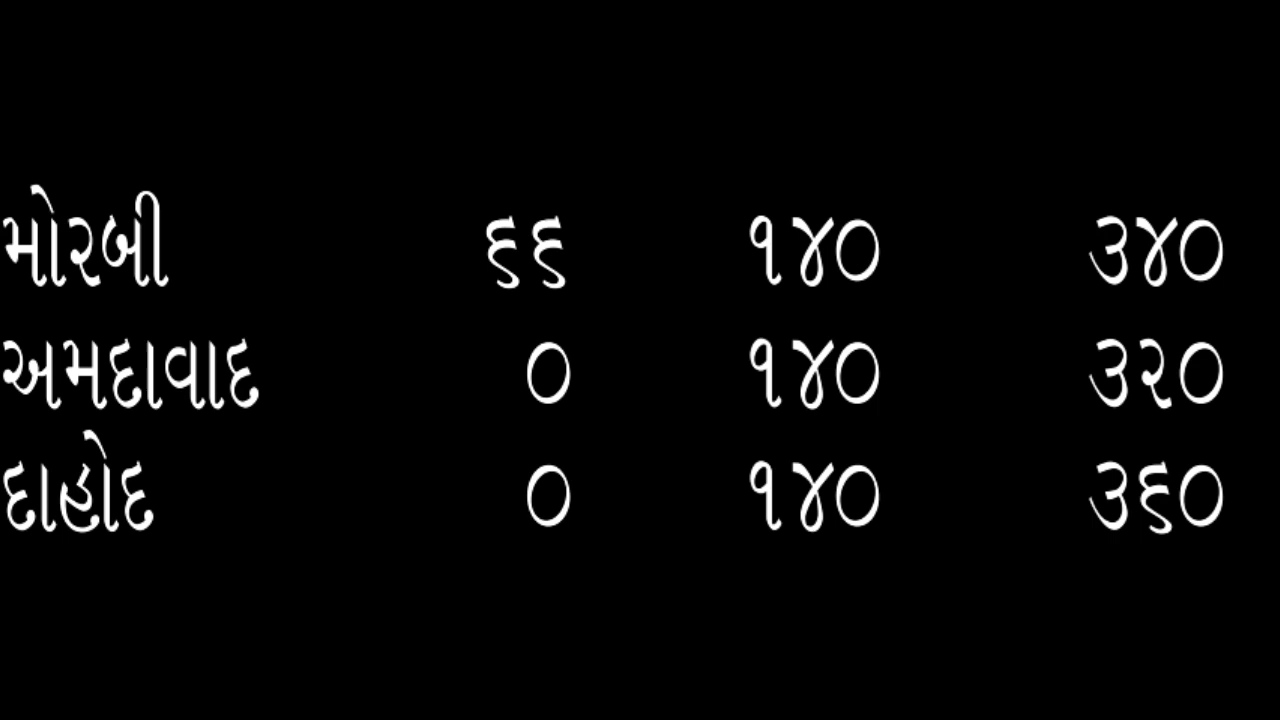 મોરબી ૬૬ ૧૪૦ ૩૪૦
અમદાવાદ ૦ ૧૪૦ ૩૨૦
દાહોદ ૦ ૧૪૦ ૩૬૦